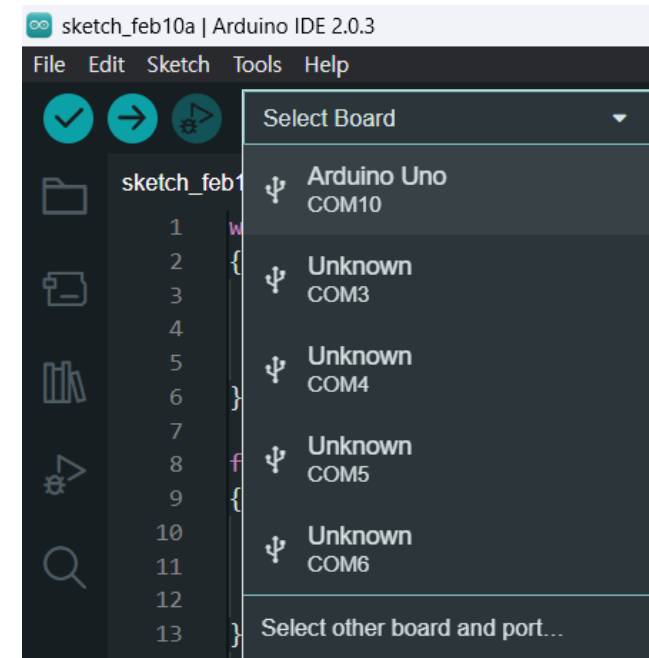 sketch_feb10a | Arduino IDE 2.0.3
File Edit Sketch Tools Help
Select Board
sketch_feb1
Arduino Uno
COM10
Unknown
COM3
Unknown
COM4
Unknown
COM5
Unknown
COM6
Select other board and port...
1 w
2 {
3
4
5
6 }
7
8 f
9 {
10
11
12
13 }